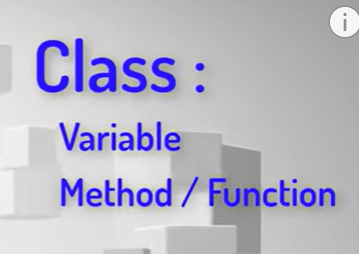 Class :
Variable
Method / Function